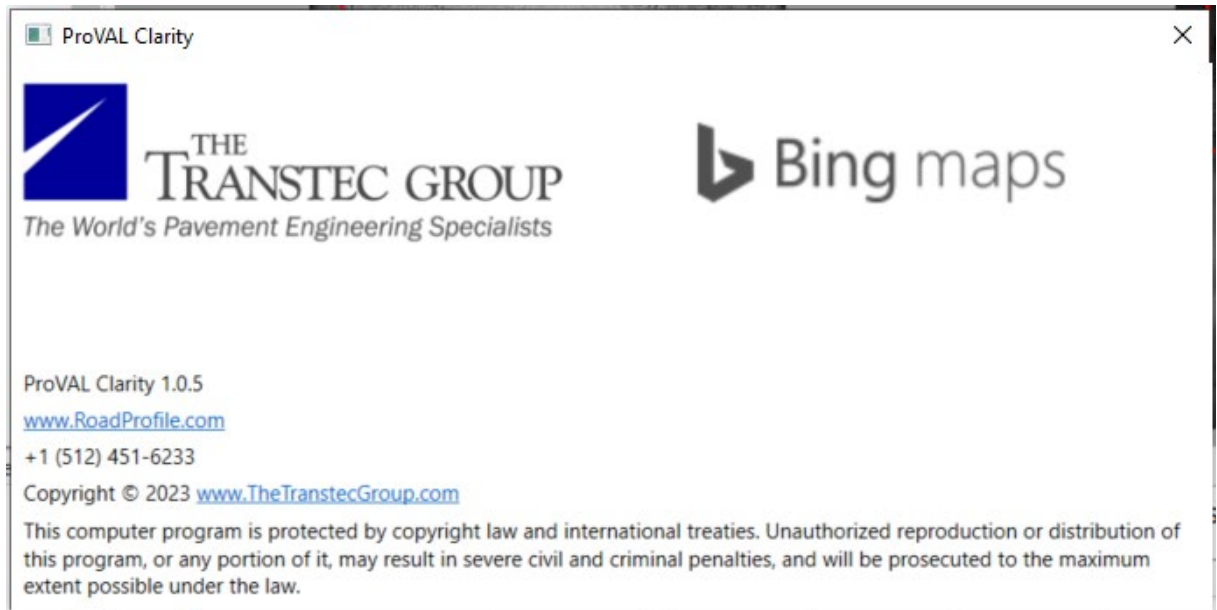 ProVAL Clarity
THE
TRANSTEC GROUP
The World's Pavement Engineering Specialists
Bing maps
ProVAL Clarity 1.0.5
www.RoadProfile.com
+1 (512) 451-6233
Copyright © 2023 www.TheTranstecGroup.com
This computer program is protected by copyright law and international treaties. Unauthorized reproduction or distribution of
this program, or any portion of it, may result in severe civil and criminal penalties, and will be prosecuted to the maximum
extent possible under the law.